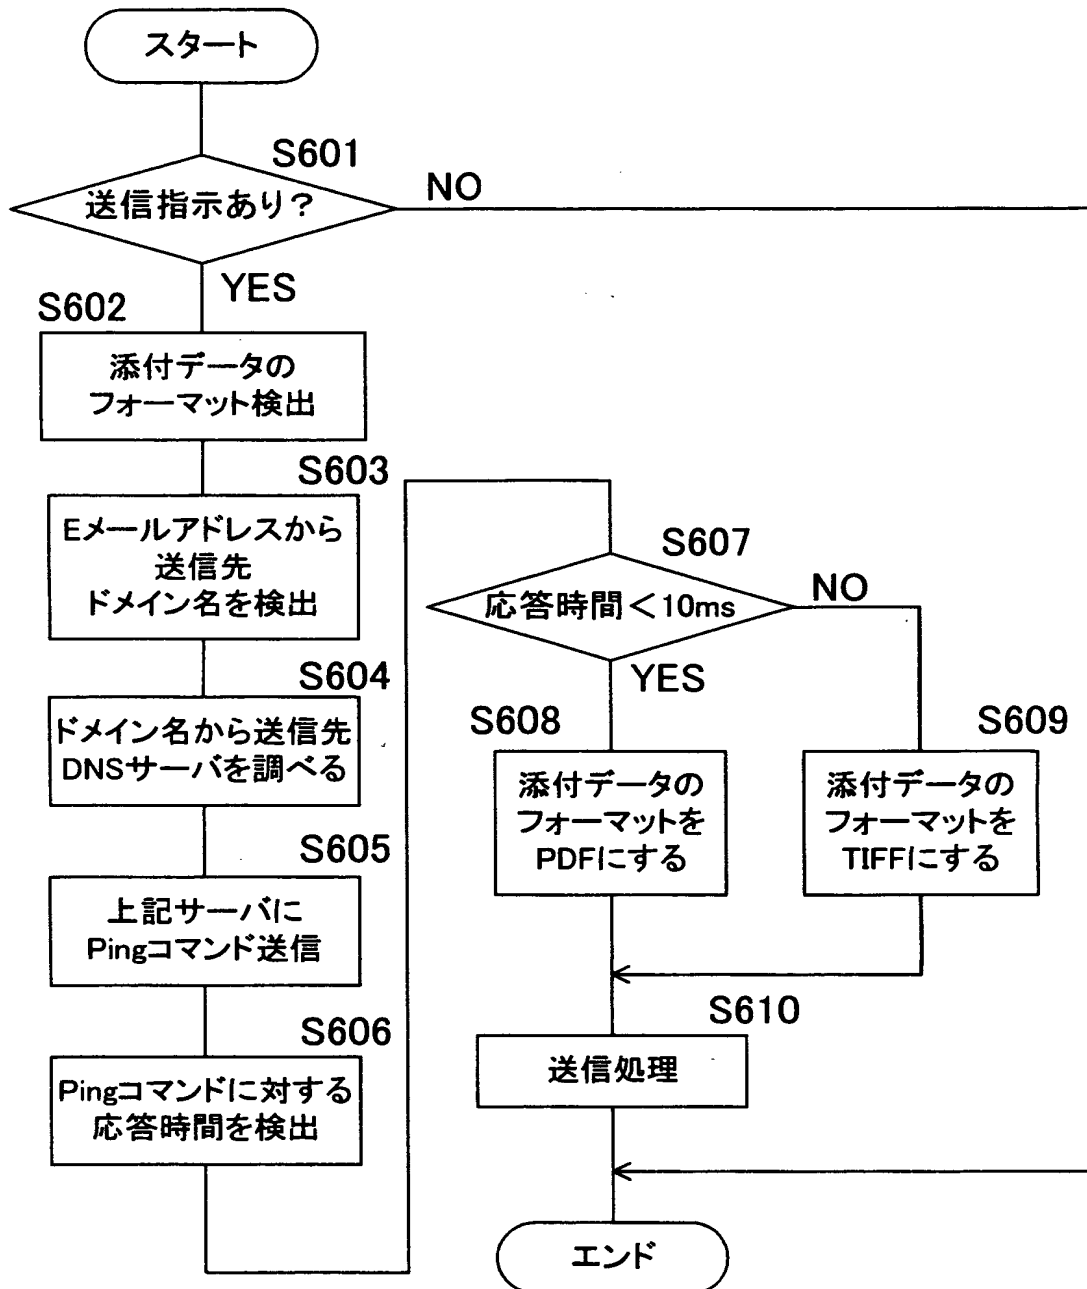 スタート
S601
送信指示あり？
NO
YES
S602
添付データの
フォーマット検出
S603
Eメールアドレスから
送信先
ドメイン名を検出
S604
ドメイン名から送信先
DNSサーバを調べる
S605
上記サーバに
Pingコマンド送信
S606
Pingコマンドに対する
応答時間を検出
S607
応答時間＜10ms
NO
YES
S608
添付データの
フォーマットを
PDFにする
S609
添付データの
フォーマットを
TIFFにする
S610
送信処理
エンド